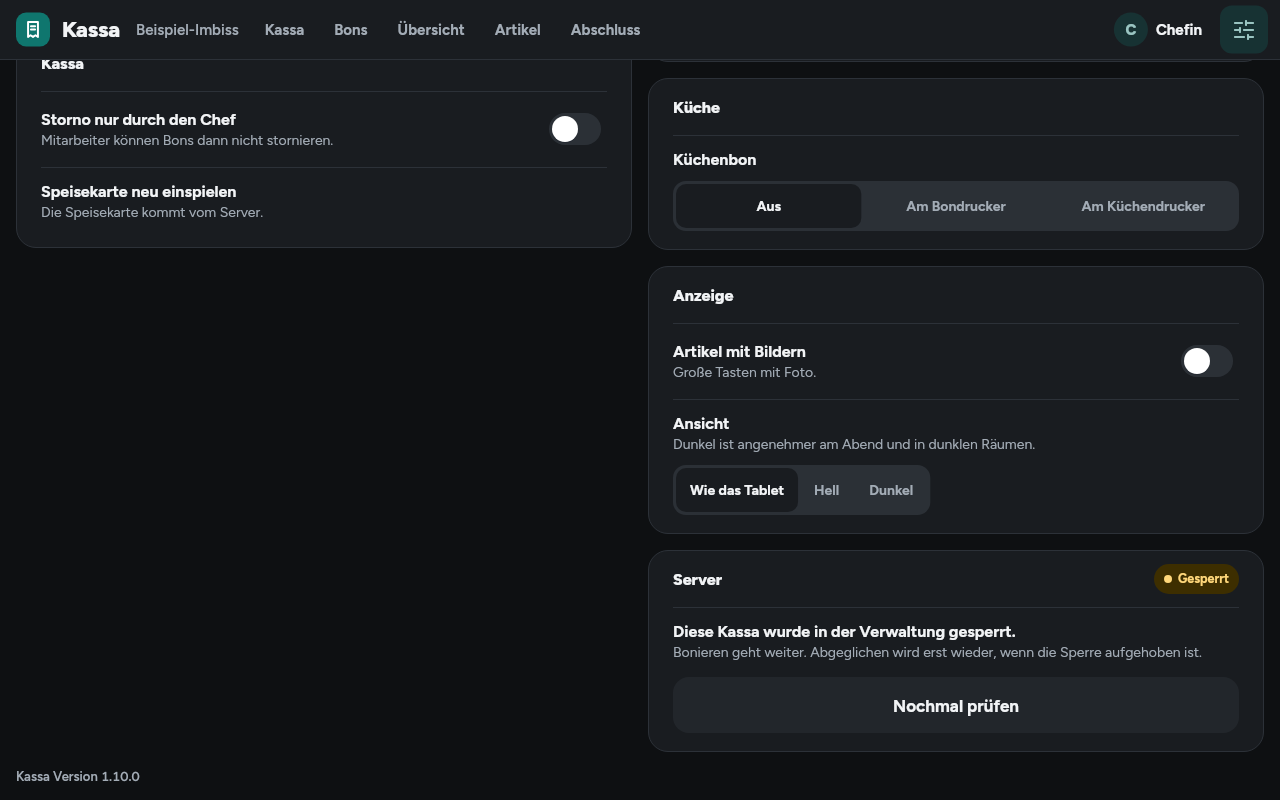 Kassa
Beispiel-Imbiss
Kassa
Bons
Übersicht
Artikel
Abschluss
C
Chefin
Kassa
Storno nur durch den Chef
Mitarbeiter können Bons dann nicht stornieren.
Speisekarte neu einspielen
Die Speisekarte kommt vom Server.
Küche
Küchenbon
Aus
Am Bondrucker
Am Küchendrucker
Anzeige
Artikel mit Bildern
Große Tasten mit Foto.
Ansicht
Dunkel ist angenehmer am Abend und in dunklen Räumen.
Wie das Tablet
Hell
Dunkel
Server
Gesperrt
Diese Kassa wurde in der Verwaltung gesperrt.
Bonieren geht weiter. Abgeglichen wird erst wieder, wenn die Sperre aufgehoben ist.
Nochmal prüfen
Kassa Version 1.10.0